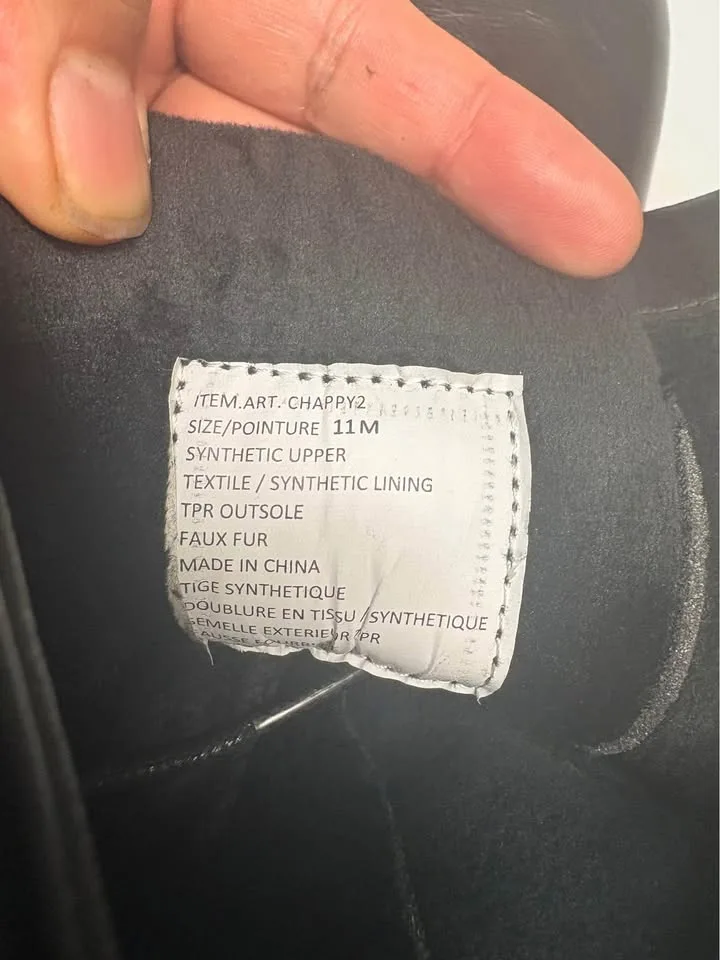 ITEM.ART. CHAPPY2
SIZE/POINTURE 11M
SYNTHETIC UPPER
TEXTILE / SYNTHETIC LINING
TPR OUTSOLE
FAUX FUR
MADE IN CHINA
TIGE SYNTHETIQUE
DOUBLURE EN TISSU / SYNTHETIQUE
SEMELLE EXTERIEUR TPR